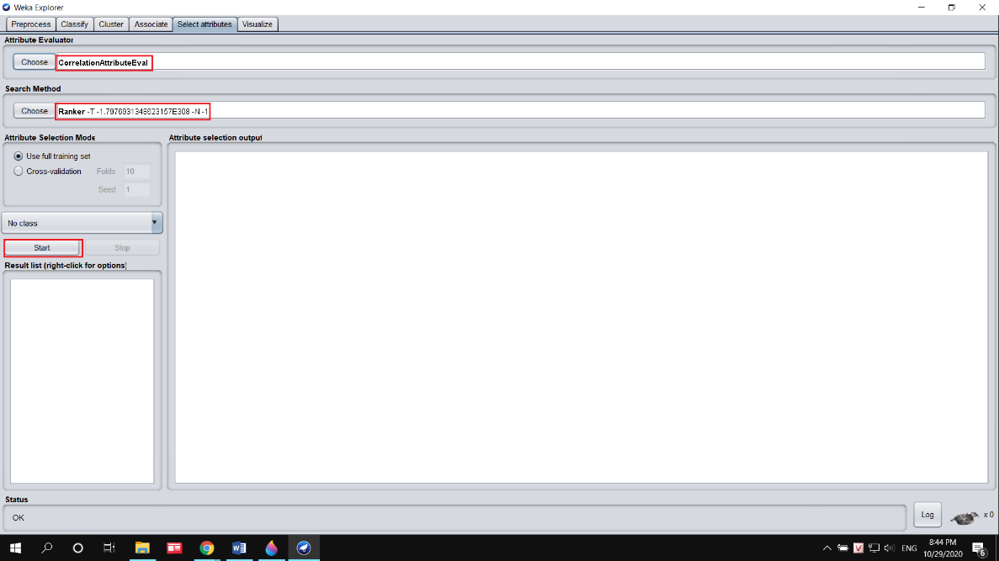 Weka Explorer
Preprocess Classify Cluster Associate Select attributes Visualize
Attribute Evaluator
Choose CorrelationAttributeEval
Search Method
Choose Ranker -T -1.7976931348623157E308 -N -1
Attribute Selection Mode
Use full training set
Cross-validation Folds 10
Seed 1
No class
Start Stop
Result list (right-click for options)
Attribute selection output
Status
OK
Log x 0
ENG
8:44 PM
10/29/2020
6